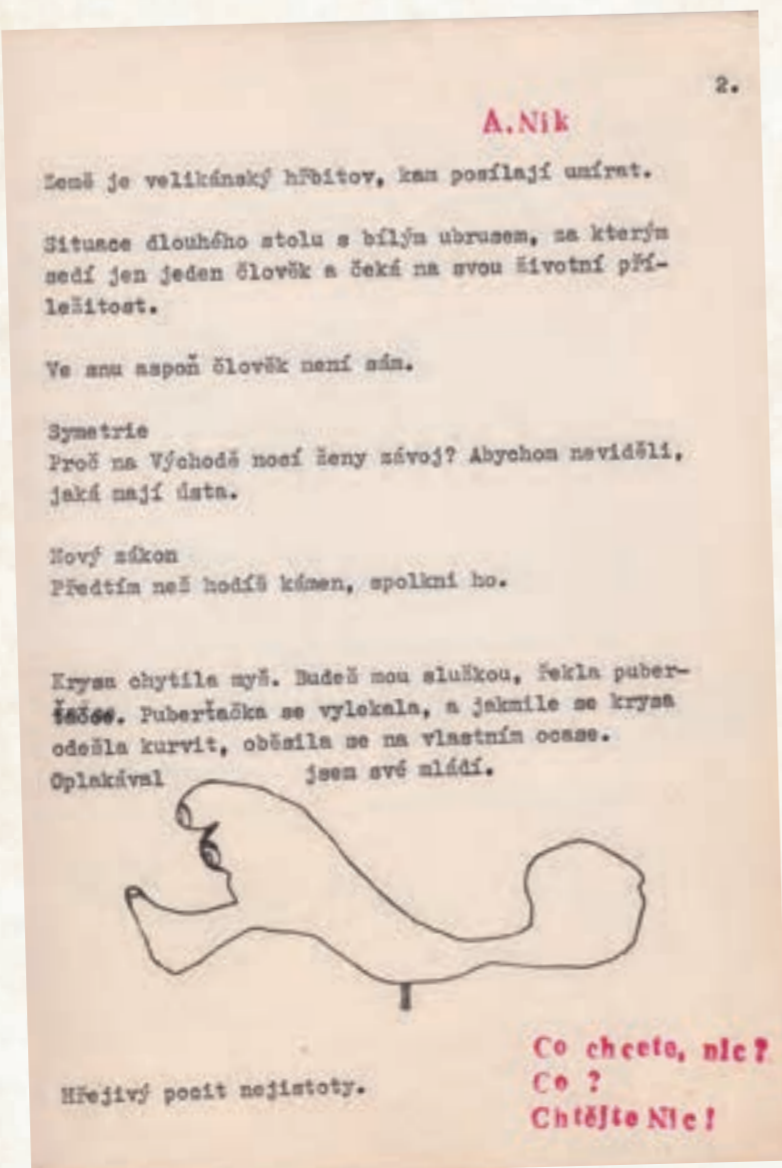 2.
A.Nik
Země je velikánský hřbitov, kam posílají umírat.
Situace dlouhého stolu s bílým ubrusem, za kterým
sedí jen jeden člověk a čeká na svou životní pří-
ležitost.
Ve snu aspoň člověk není sám.
Symetrie
Proč na Východě nosí ženy závoj? Abychom neviděli,
jaká mají ústa.
Nový zákon
Předtím než hodíš kámen, spolkni ho.
Krysa chytila myš. Budeš mou služkou, řekla puber-
ťačce. Puberťačka se vylekala, a jakmile se krysa
odešla kurvit, oběsila se na vlastním ocase.
Oplakával jsem své mládí.
Hřejivý pocit nejistoty.
Co chcete, nic?
Co ?
Chtějte Nic!